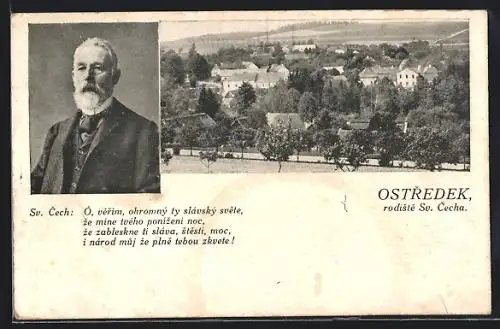 OSTŘEDEK,
rodiště Sv. Čecha.
Sv. Čech: Ó, věřím, ohromný ty slávský světe,
že mine tvého ponížení noc,
že zableskne ti sláva, štěstí, moc,
i národ můj že plně tebou zkvete!